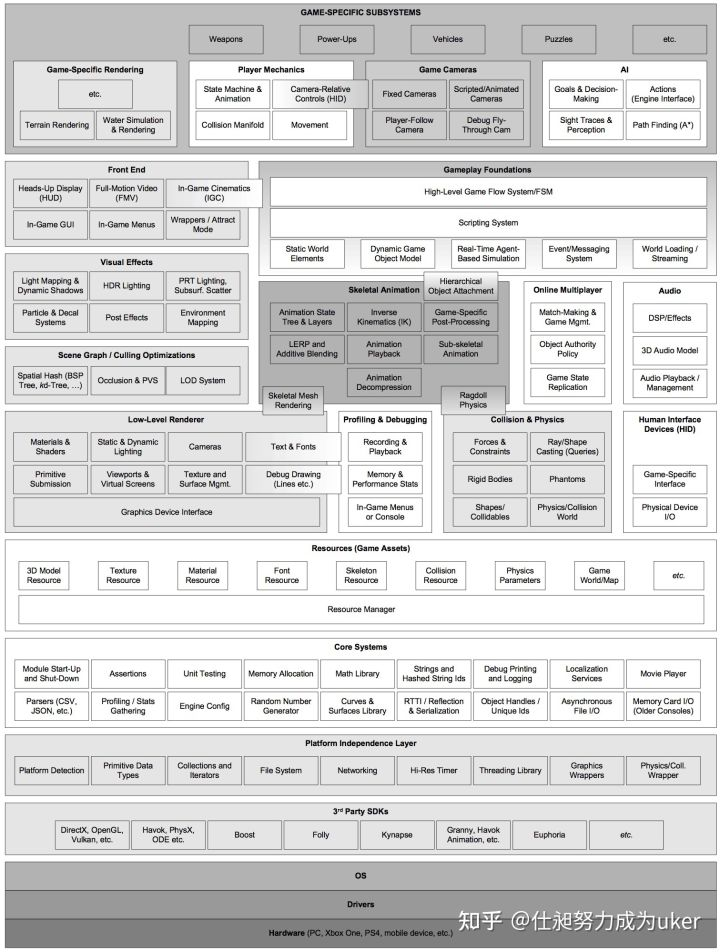 GAME-SPECIFIC SUBSYSTEMS
Weapons
Power-Ups
Vehicles
Puzzles
etc.
Game-Specific Rendering
etc.
Terrain Rendering
Water Simulation
& Rendering
Player Mechanics
State Machine &
Animation
Camera-Relative
Controls (HID)
Collision Manifold
Movement
Game Cameras
Fixed Cameras
Scripted/Animated
Cameras
Player-Follow
Camera
Debug Fly-
Through Cam
AI
Goals & Decision-
Making
Actions
(Engine Interface)
Sight Traces &
Perception
Path Finding (A*)
Front End
Heads-Up Display
(HUD)
Full-Motion Video
(FMV)
In-Game Cinematics
(IGC)
In-Game GUI
In-Game Menus
Wrappers / Attract
Mode
Gameplay Foundations
High-Level Game Flow System/FSM
Scripting System
Static World
Elements
Dynamic Game
Object Model
Real-Time Agent-
Based Simulation
Event/Messaging
System
World Loading /
Streaming
Visual Effects
Light Mapping &
Dynamic Shadows
HDR Lighting
PRT Lighting,
Subsurf. Scatter
Particle & Decal
Systems
Post Effects
Environment
Mapping
Skeletal Animation
Hierarchical
Object Attachment
Animation State
Tree & Layers
Inverse
Kinematics (IK)
Game-Specific
Post-Processing
LERP and
Additive Blending
Animation
Playback
Sub-skeletal
Animation
Animation
Decompression
Skeletal Mesh
Rendering
Ragdoll
Physics
Online Multiplayer
Match-Making &
Game Mgmt.
Object Authority
Policy
Game State
Replication
Audio
DSP/Effects
3D Audio Model
Audio Playback /
Management
Scene Graph / Culling Optimizations
Spatial Hash (BSP
Tree, kd-Tree, …)
Occlusion & PVS
LOD System
Low-Level Renderer
Materials &
Shaders
Static & Dynamic
Lighting
Cameras
Text & Fonts
Primitive
Submission
Viewports &
Virtual Screens
Texture and
Surface Mgmt.
Debug Drawing
(Lines etc.)
Graphics Device Interface
Profiling & Debugging
Recording &
Playback
Memory &
Performance Stats
In-Game Menus
or Console
Collision & Physics
Forces &
Constraints
Ray/Shape
Casting (Queries)
Rigid Bodies
Phantoms
Shapes/
Collidables
Physics/Collision
World
Human Interface
Devices (HID)
Game-Specific
Interface
Physical Device
I/O
Resources (Game Assets)
3D Model
Resource
Texture
Resource
Material
Resource
Font
Resource
Skeleton
Resource
Collision
Resource
Physics
Parameters
Game
World/Map
etc.
Resource Manager
Core Systems
Module Start-Up
and Shut-Down
Assertions
Unit Testing
Memory Allocation
Math Library
Strings and
Hashed String Ids
Debug Printing
and Logging
Localization
Services
Movie Player
Parsers (CSV,
JSON, etc.)
Profiling / Stats
Gathering
Engine Config
Random Number
Generator
Curves &
Surfaces Library
RTTI / Reflection
& Serialization
Object Handles /
Unique Ids
Asynchronous
File I/O
Memory Card I/O
(Older Consoles)
Platform Independence Layer
Platform Detection
Primitive Data
Types
Collections and
Iterators
File System
Networking
Hi-Res Timer
Threading Library
Graphics
Wrappers
Physics/Coll.
Wrapper
3rd Party SDKs
DirectX, OpenGL,
Vulkan, etc.
Havok, PhysX,
ODE etc.
Boost
Folly
Kynapse
Granny, Havok
Animation, etc.
Euphoria
etc.
OS
Drivers
Hardware (PC, Xbox One, PS4, mobile device, etc.)
知乎 @仕昶努力成为uker